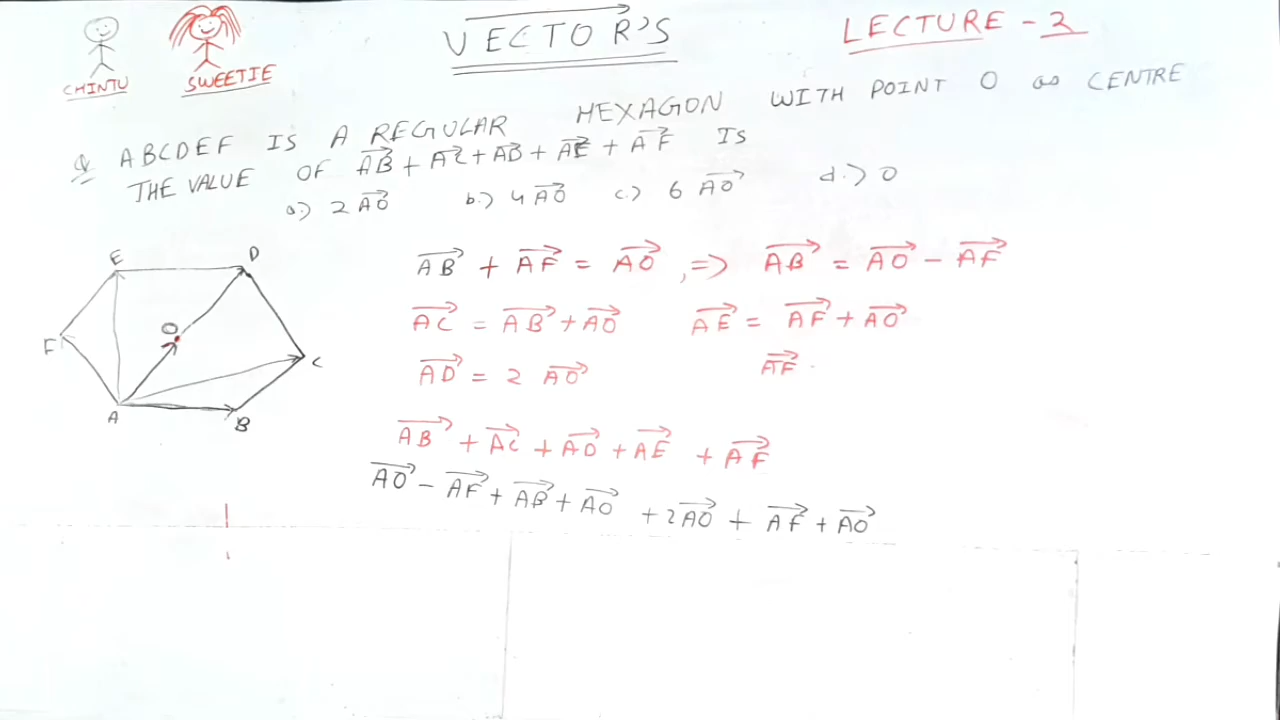 CHINTU SWEETIE
VECTOR'S
LECTURE - 2
Q ABCDEF IS A REGULAR HEXAGON WITH POINT O as CENTRE
THE VALUE OF AB + AC + AD + AE + AF IS
a.) 2 AO b.) 4 AO c.) 6 AO d.) 0
E D
F O C
A B
AB + AF = AO, => AB = AO - AF
AC = AB + AO AE = AF + AO
AD = 2 AO AF
AB + AC + AD + AE + AF
AO - AF + AB + AO + 2AO + AF + AO